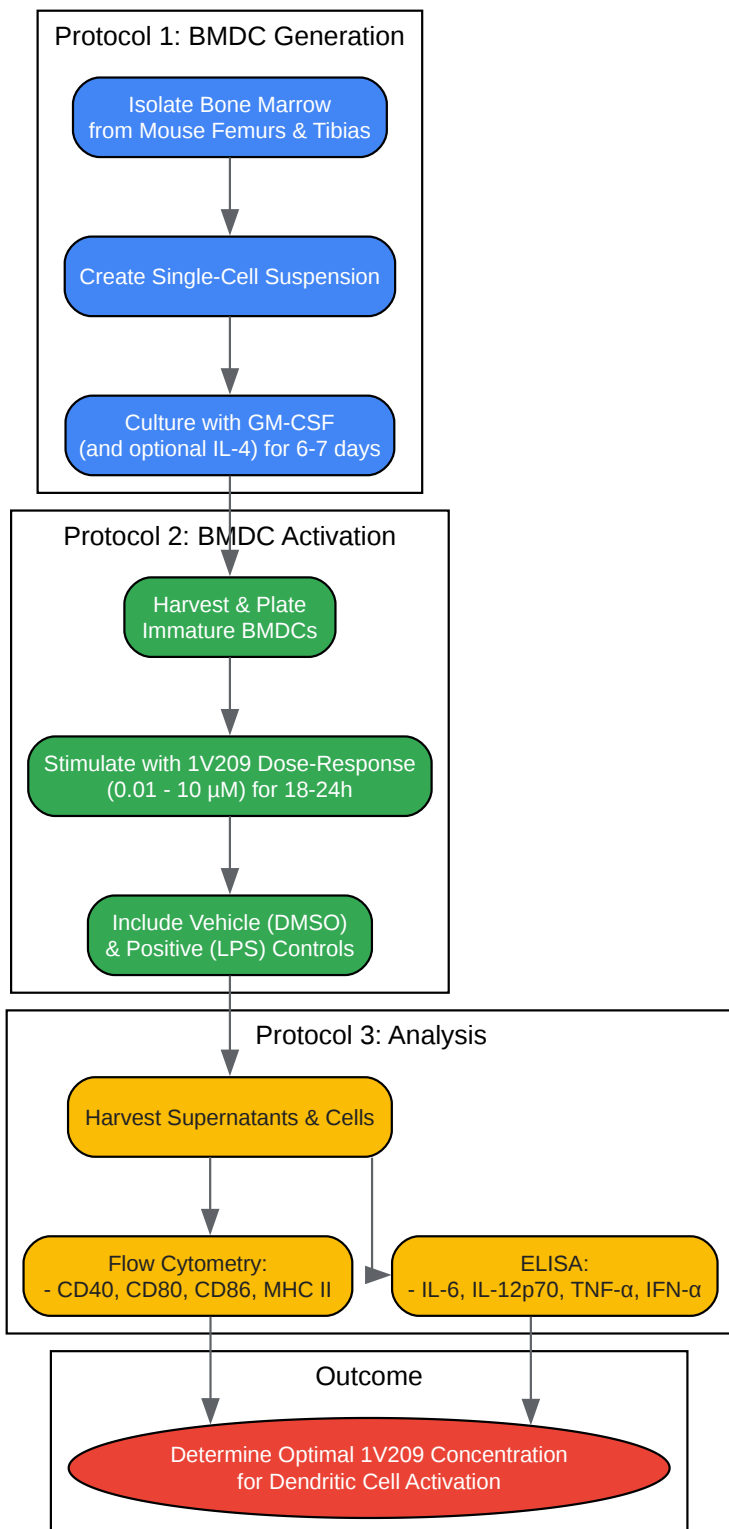 Protocol 1: BMDC Generation
Isolate Bone Marrow
from Mouse Femurs & Tibias
Create Single-Cell Suspension
Culture with GM-CSF
(and optional IL-4) for 6-7 days
Protocol 2: BMDC Activation
Harvest & Plate
Immature BMDCs
Stimulate with 1V209 Dose-Response
(0.01 - 10 µM) for 18-24h
Include Vehicle (DMSO)
& Positive (LPS) Controls
Protocol 3: Analysis
Harvest Supernatants & Cells
Flow Cytometry:
- CD40, CD80, CD86, MHC II
ELISA:
- IL-6, IL-12p70, TNF-α, IFN-α
Outcome
Determine Optimal 1V209 Concentration
for Dendritic Cell Activation